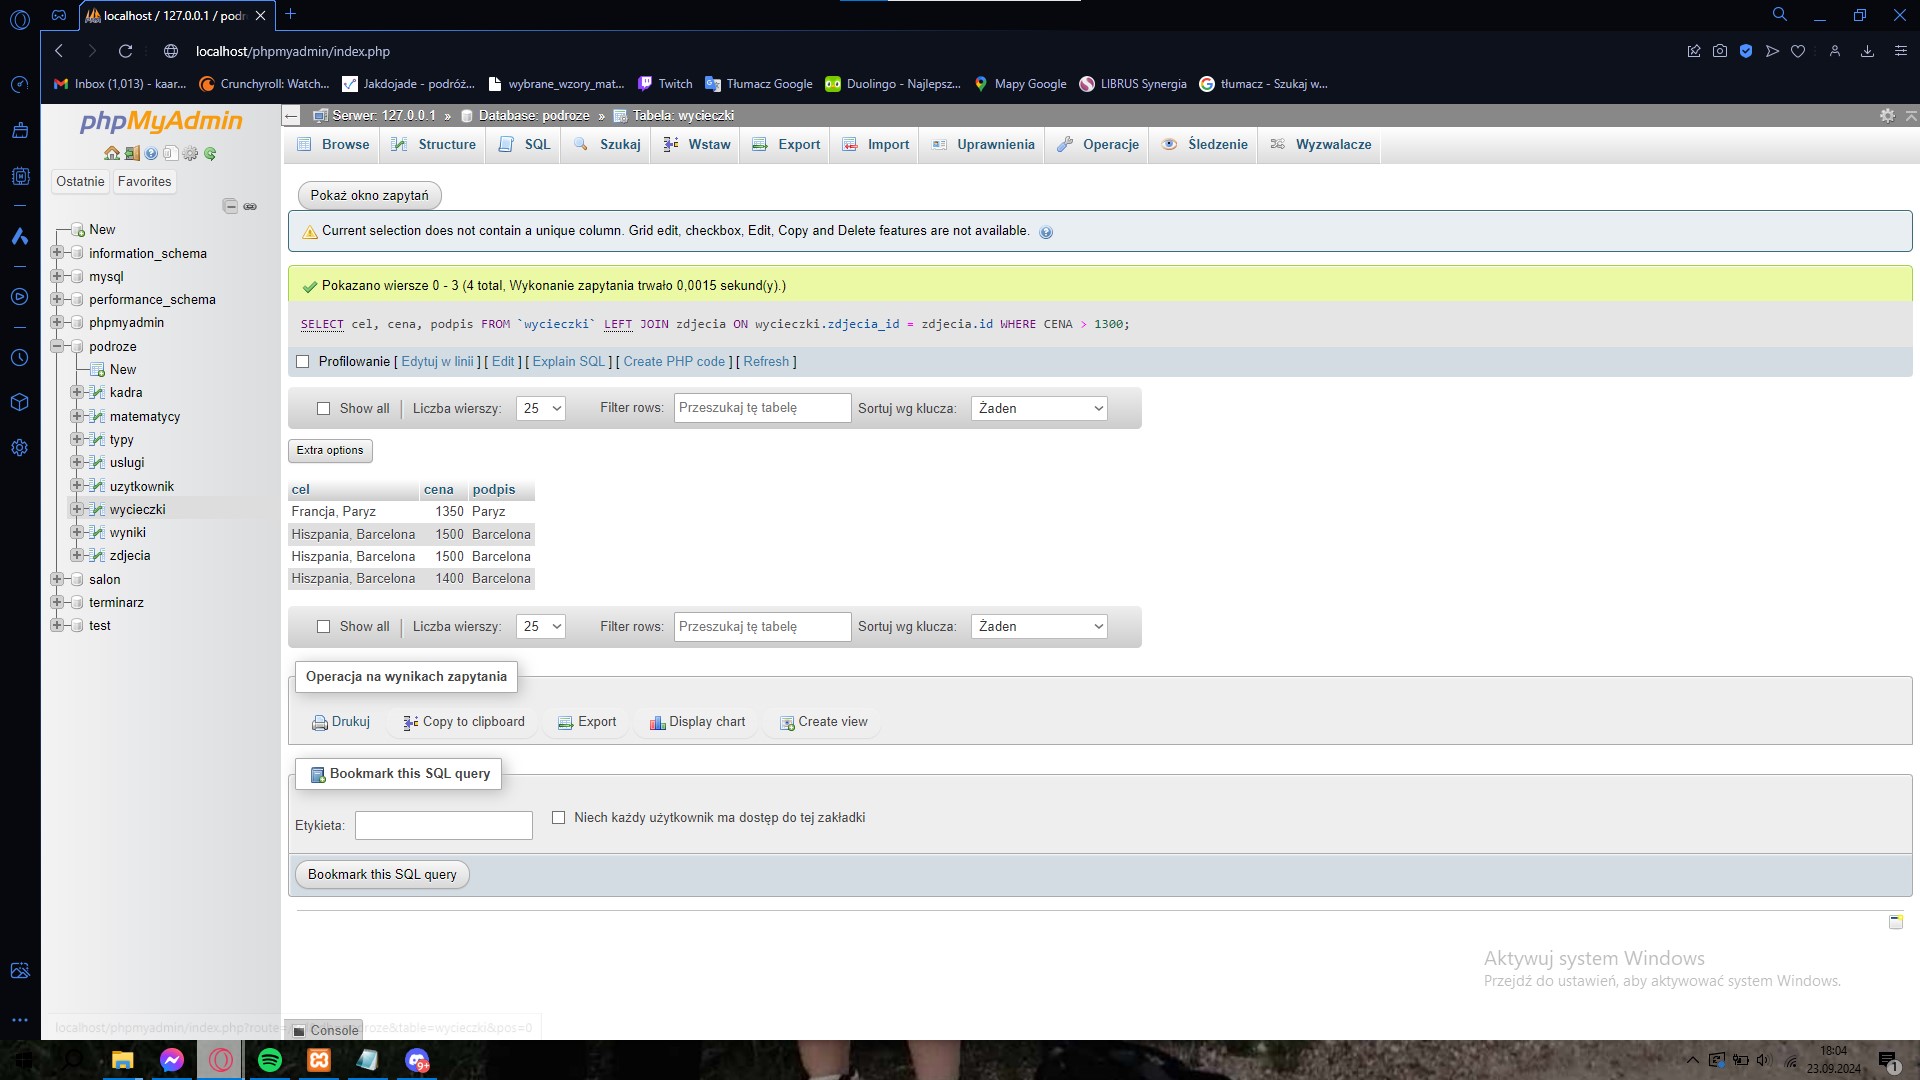 localhost / 127.0.0.1 / podr
localhost/phpmyadmin/index.php
Inbox (1,013) - kaar...
Crunchyroll: Watch...
Jakdojade - podróż...
wybrane_wzory_mat...
Twitch
Tłumacz Google
Duolingo - Najlepsz...
Mapy Google
LIBRUS Synergia
tłumacz - Szukaj w...
phpMyAdmin
Ostatnie
Favorites
New
information_schema
mysql
performance_schema
phpmyadmin
podroze
New
kadra
matematycy
typy
uslugi
uzytkownik
wycieczki
wyniki
zdjecia
salon
terminarz
test
Serwer: 127.0.0.1 » Database: podroze » Tabela: wycieczki
Browse
Structure
SQL
Szukaj
Wstaw
Export
Import
Uprawnienia
Operacje
Śledzenie
Wyzwalacze
Pokaż okno zapytań
Current selection does not contain a unique column. Grid edit, checkbox, Edit, Copy and Delete features are not available.
Pokazano wiersze 0 - 3 (4 total, Wykonanie zapytania trwało 0,0015 sekund(y).)
SELECT cel, cena, podpis FROM `wycieczki` LEFT JOIN zdjecia ON wycieczki.zdjecia_id = zdjecia.id WHERE CENA > 1300;
Profilowanie [ Edytuj w linii ] [ Edit ] [ Explain SQL ] [ Create PHP code ] [ Refresh ]
Show all | Liczba wierszy: 25 Filter rows: Przeszukaj tę tabelę Sortuj wg klucza: Żaden
Extra options
cel cena podpis
Francja, Paryz 1350 Paryz
Hiszpania, Barcelona 1500 Barcelona
Hiszpania, Barcelona 1500 Barcelona
Hiszpania, Barcelona 1400 Barcelona
Show all | Liczba wierszy: 25 Filter rows: Przeszukaj tę tabelę Sortuj wg klucza: Żaden
Operacja na wynikach zapytania
Drukuj
Copy to clipboard
Export
Display chart
Create view
Bookmark this SQL query
Etykieta:
Niech każdy użytkownik ma dostęp do tej zakładki
Bookmark this SQL query
Aktywuj system Windows
Przejdź do ustawień, aby aktywować system Windows.
localhost/phpmyadmin/index.php?route=
droze&table=wycieczki&pos=0
Console
9+
18:04
23.09.2024
1